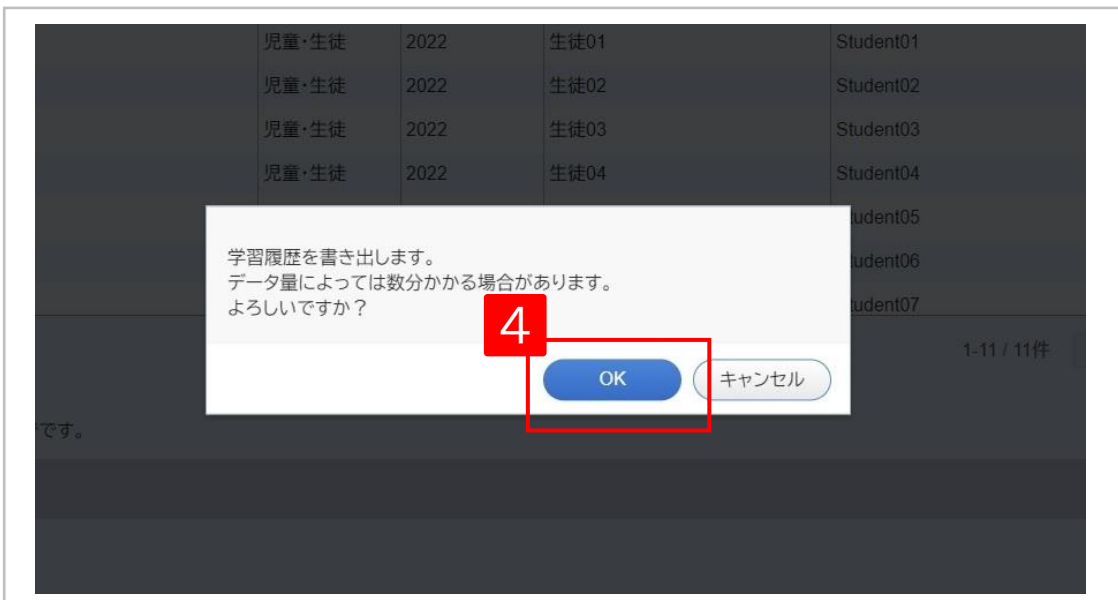 児童・生徒 2022 生徒01 Student01
児童・生徒 2022 生徒02 Student02
児童・生徒 2022 生徒03 Student03
児童・生徒 2022 生徒04 Student04
tudent05
tudent06
tudent07
学習履歴を書き出します。
データ量によっては数分かかる場合があります。
よろしいですか?
4
OK キャンセル
1-11 / 11件
です。